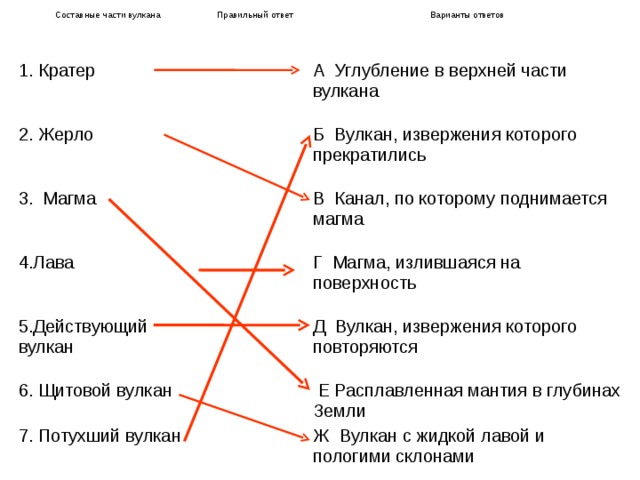 Составные части вулкана Правильный ответ Варианты ответов
1. Кратер
А Углубление в верхней части
вулкана
2. Жерло
Б Вулкан, извержения которого
прекратились
3. Магма
В Канал, по которому поднимается
магма
4.Лава
Г Магма, излившаяся на
поверхность
5.Действующий
вулкан
Д Вулкан, извержения которого
повторяются
6. Щитовой вулкан
Е Расплавленная мантия в глубинах
Земли
7. Потухший вулкан
Ж Вулкан с жидкой лавой и
пологими склонами